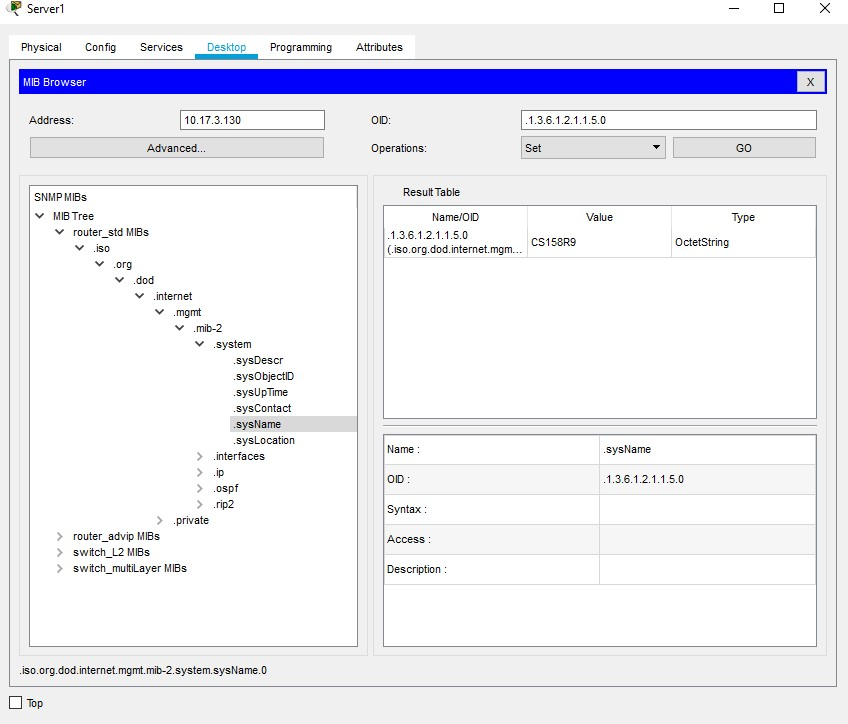 Server1
Physical Config Services Desktop Programming Attributes
MIB Browser X
Address: 10.17.3.130 OID: .1.3.6.1.2.1.1.5.0
Advanced... Operations: Set GO
SNMP MIBs
MIB Tree
router_std MIBs
.iso
.org
.dod
.internet
.mgmt
.mib-2
.system
.sysDescr
.sysObjectID
.sysUpTime
.sysContact
.sysName
.sysLocation
.interfaces
.ip
.ospf
.rip2
.private
router_advip MIBs
switch_L2 MIBs
switch_multiLayer MIBs
Result Table
Name/OID Value Type
.1.3.6.1.2.1.1.5.0
(.iso.org.dod.internet.mgm... CS158R9 OctetString
Name : .sysName
OID : .1.3.6.1.2.1.1.5.0
Syntax :
Access :
Description :
.iso.org.dod.internet.mgmt.mib-2.system.sysName.0
Top